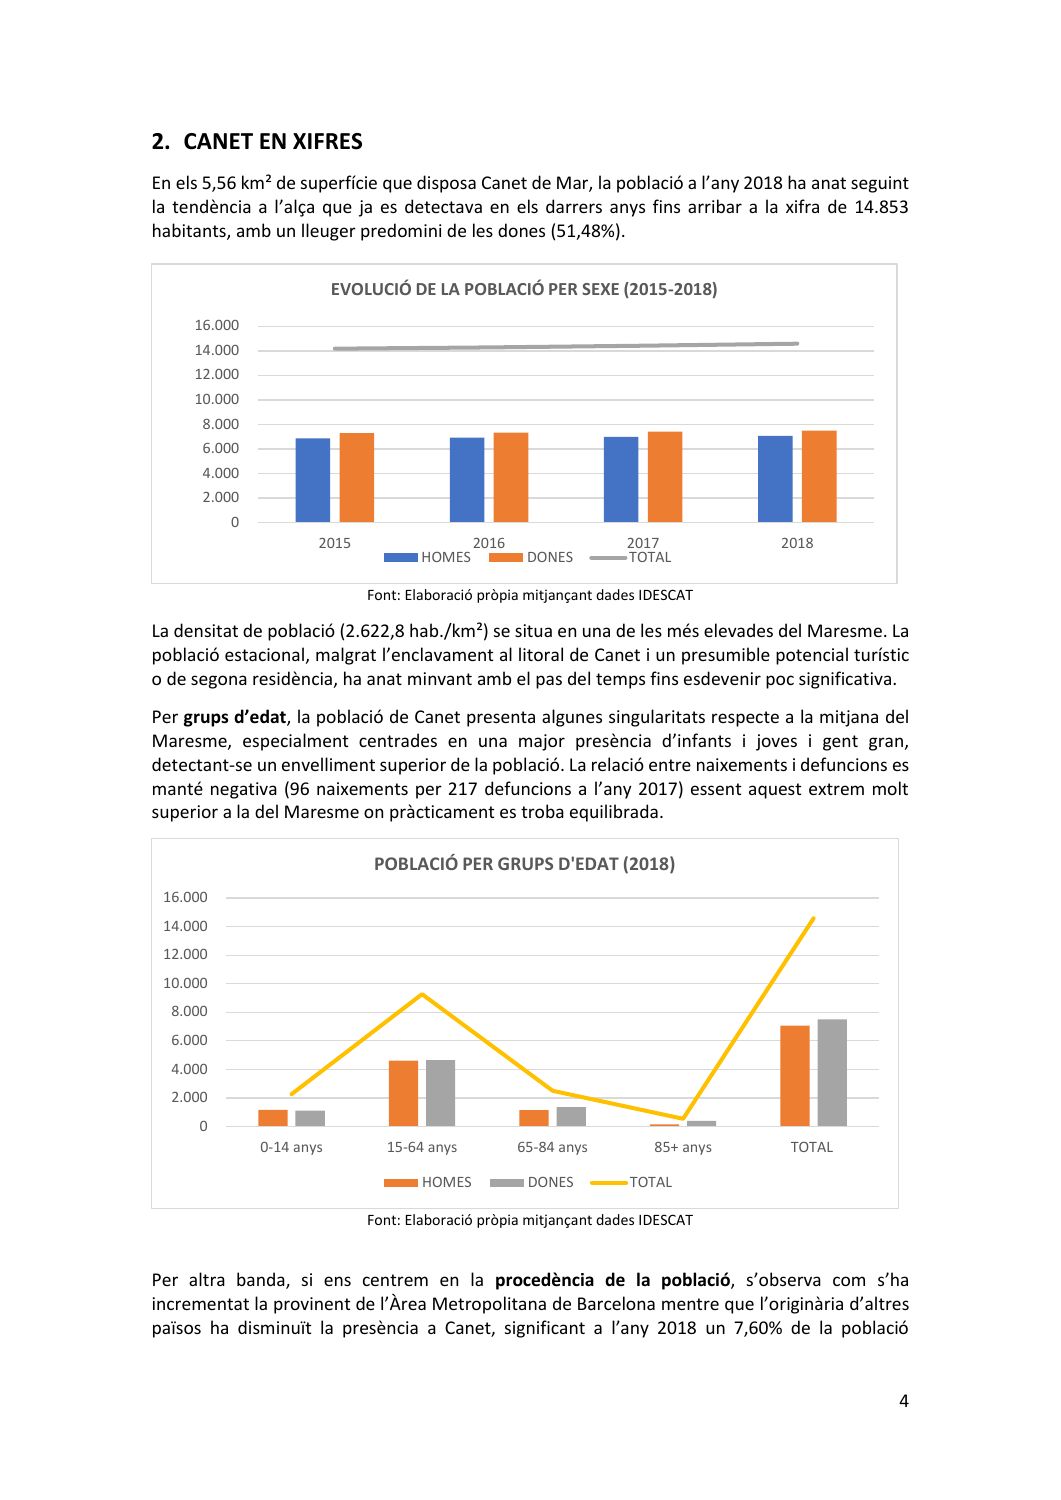 2. CANET EN XIFRES
En els 5,56 km² de superfície que disposa Canet de Mar, la població a l’any 2018 ha anat seguint
la tendència a l’alça que ja es detectava en els darrers anys fins arribar a la xifra de 14.853
habitants, amb un lleuger predomini de les dones (51,48%).
EVOLUCIÓ DE LA POBLACIÓ PER SEXE (2015-2018)
16.000
14.000
12.000
10.000
8.000
6.000
4.000
2.000
0
2015 2016 2017 2018
HOMES DONES TOTAL
Font: Elaboració pròpia mitjançant dades IDESCAT
La densitat de població (2.622,8 hab./km²) se situa en una de les més elevades del Maresme. La
població estacional, malgrat l’enclavament al litoral de Canet i un presumible potencial turístic
o de segona residència, ha anat minvant amb el pas del temps fins esdevenir poc significativa.
Per grups d’edat, la població de Canet presenta algunes singularitats respecte a la mitjana del
Maresme, especialment centrades en una major presència d’infants i joves i gent gran,
detectant-se un envelliment superior de la població. La relació entre naixements i defuncions es
manté negativa (96 naixements per 217 defuncions a l’any 2017) essent aquest extrem molt
superior a la del Maresme on pràcticament es troba equilibrada.
POBLACIÓ PER GRUPS D'EDAT (2018)
16.000
14.000
12.000
10.000
8.000
6.000
4.000
2.000
0
0-14 anys 15-64 anys 65-84 anys 85+ anys TOTAL
HOMES DONES TOTAL
Font: Elaboració pròpia mitjançant dades IDESCAT
Per altra banda, si ens centrem en la procedència de la població, s’observa com s’ha
incrementat la provinent de l’Àrea Metropolitana de Barcelona mentre que l’originària d’altres
països ha disminuït la presència a Canet, significant a l’any 2018 un 7,60% de la població
4